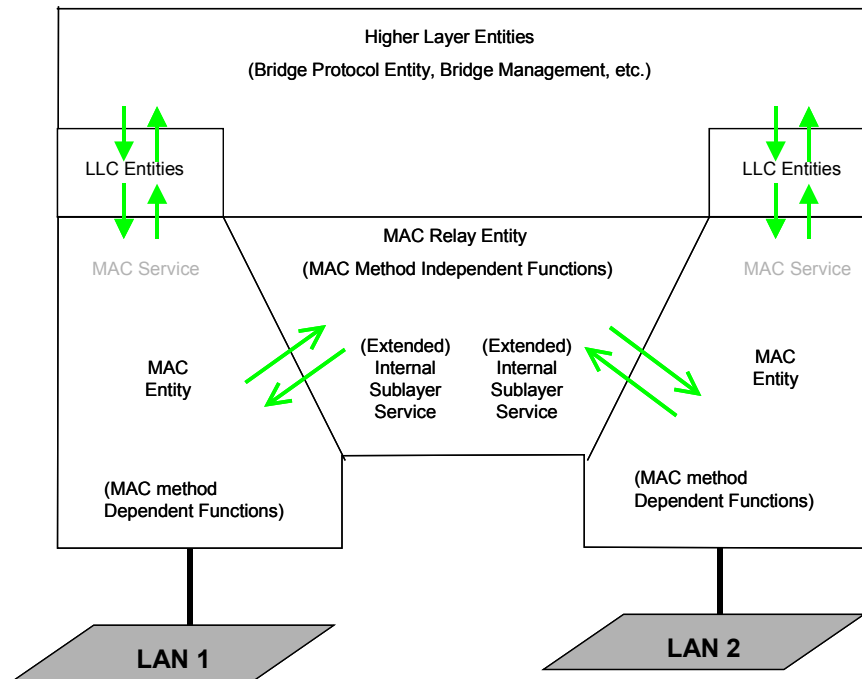 Higher Layer Entities
(Bridge Protocol Entity, Bridge Management, etc.)
LLC Entities
LLC Entities
MAC Relay Entity
(MAC Method Independent Functions)
MAC Service
MAC Service
(Extended)
Internal
Sublayer
Service
(Extended)
Internal
Sublayer
Service
MAC
Entity
MAC
Entity
(MAC method
Dependent Functions)
(MAC method
Dependent Functions)
LAN 1
LAN 2